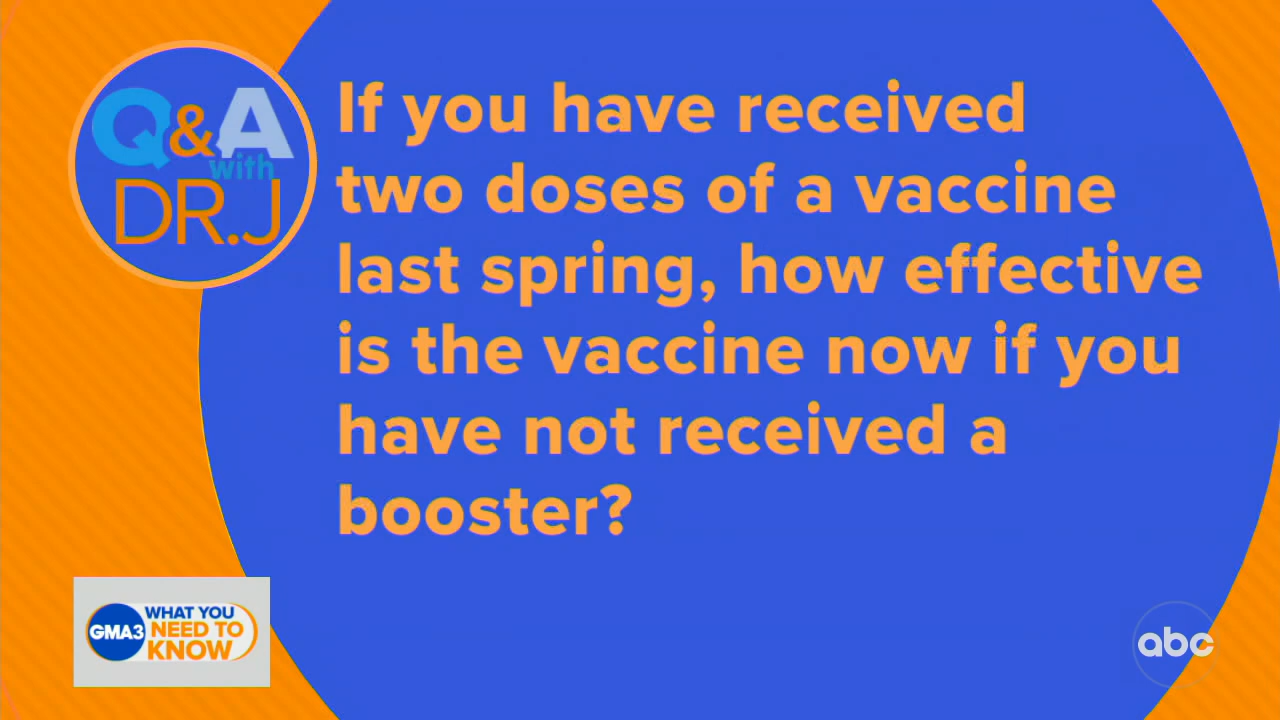 Q&A
with
DR.J
If you have received
two doses of a vaccine
last spring, how effective
is the vaccine now if you
have not received a
booster?
GMA3
WHAT YOU
NEED TO
KNOW
abc